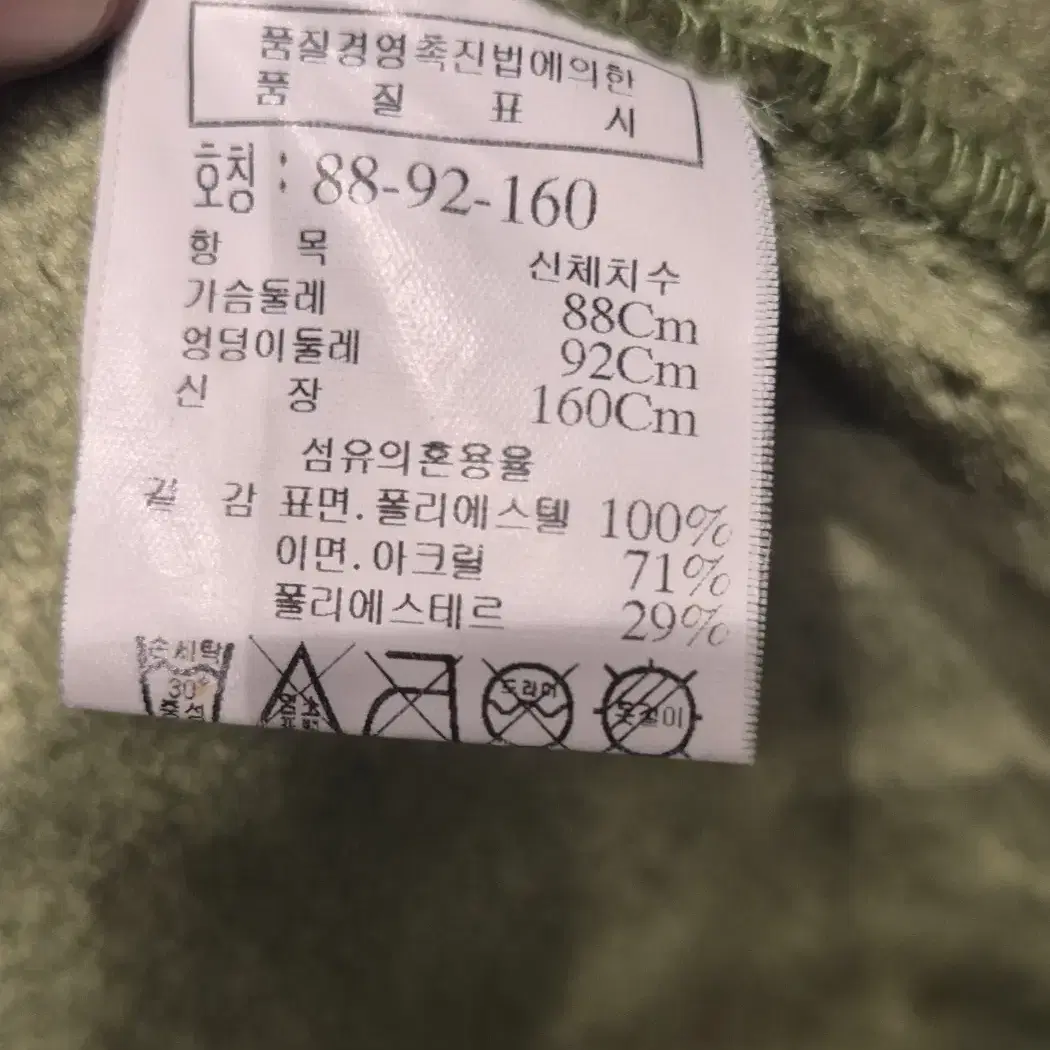 품질경영촉진법에의한
품 질 표 시
호칭 : 88-92-160
항 목 신체치수
가슴둘레 88Cm
엉덩이둘레 92Cm
신 장 160Cm
섬유의혼용율
겉 감 표면.폴리에스텔 100%
이면.아크릴 71%
폴리에스테르 29%
손세탁 드라이
30° 옷걸이
중성